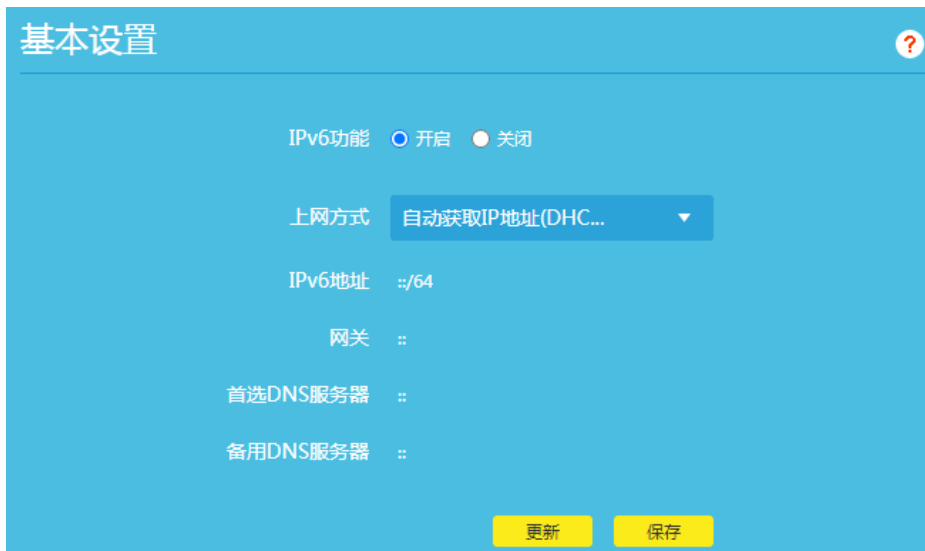 基本设置
?
IPv6功能 开启 关闭
上网方式 自动获取IP地址(DHC...
IPv6地址 ::/64
网关 ::
首选DNS服务器 ::
备用DNS服务器 ::
更新 保存